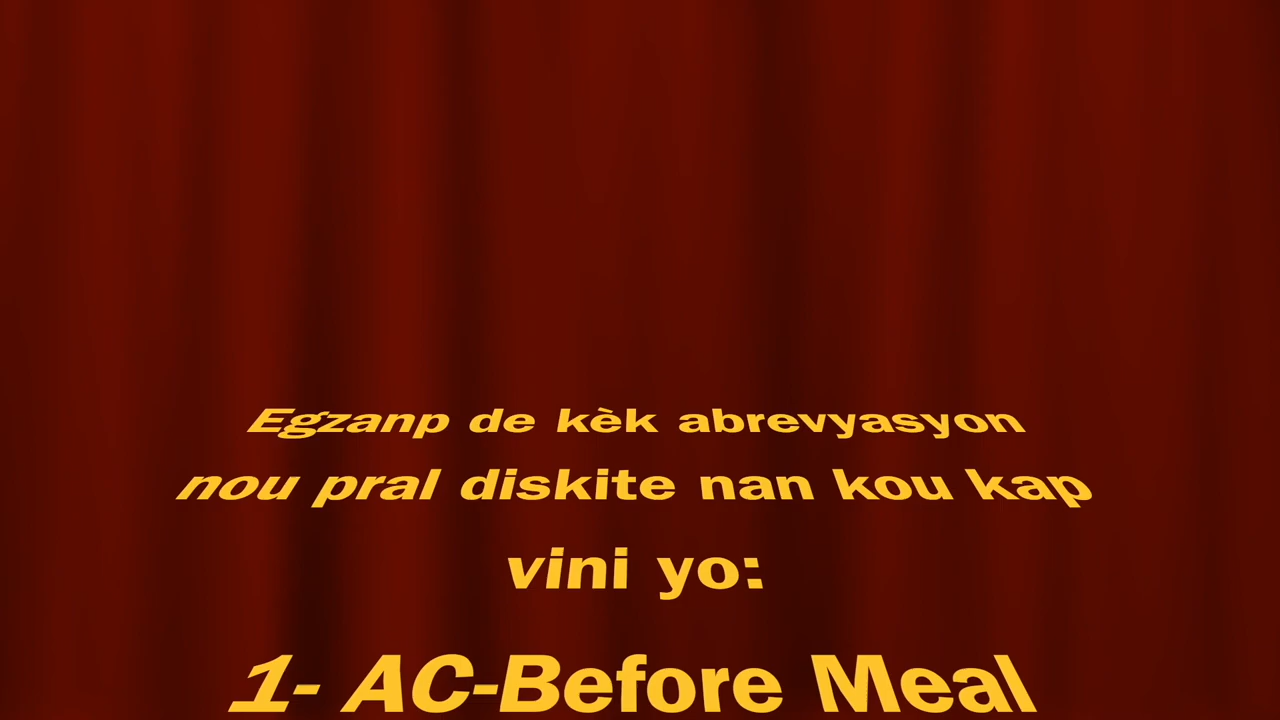 Egzanp de kèk abrevyasyon
nou pral diskite nan kou kap
vini yo:
1- AC-Before Meal